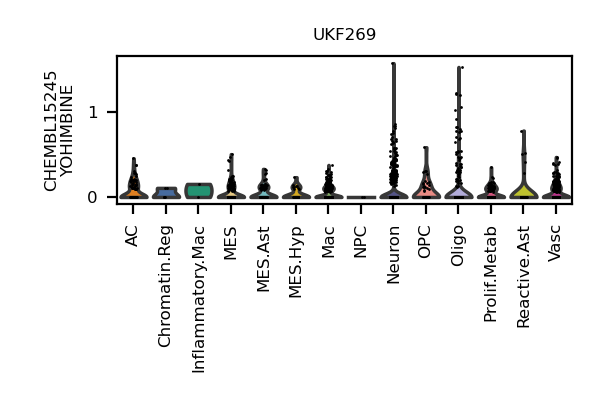 UKF269
CHEMBL15245
YOHIMBINE
1
0
AC
Chromatin.Reg
Inflammatory.Mac
MES
MES.Ast
MES.Hyp
Mac
NPC
Neuron
OPC
Oligo
Prolif.Metab
Reactive.Ast
Vasc